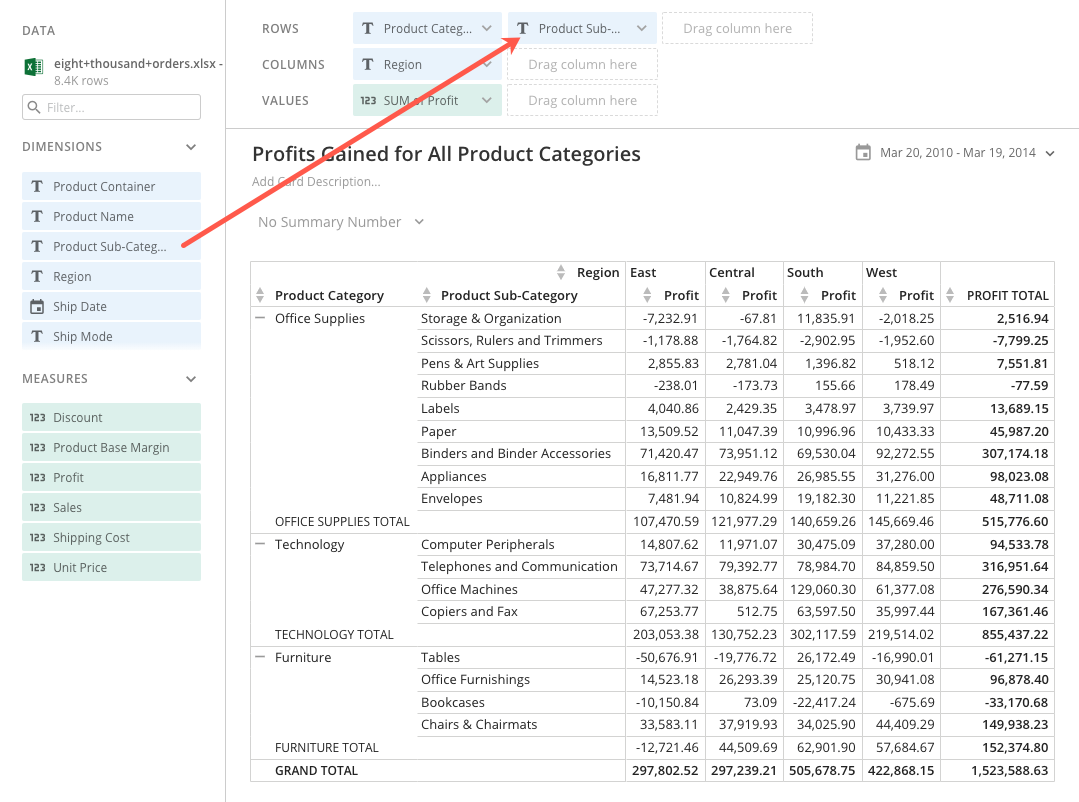 DATA
eight+thousand+orders.xlsx -
8.4K rows
Filter...
DIMENSIONS
T Product Container
T Product Name
T Product Sub-Categ...
T Region
Ship Date
T Ship Mode
MEASURES
123 Discount
123 Product Base Margin
123 Profit
123 Sales
123 Shipping Cost
123 Unit Price
ROWS T Product Categ... T Product Sub-... Drag column here
COLUMNS T Region Drag column here
VALUES 123 SUM of Profit Drag column here
Profits Gained for All Product Categories
Mar 20, 2010 - Mar 19, 2014
Add Card Description...
No Summary Number
Region East Central South West
Product Category Product Sub-Category Profit Profit Profit Profit PROFIT TOTAL
Office Supplies Storage & Organization -7,232.91 -67.81 11,835.91 -2,018.25 2,516.94
Scissors, Rulers and Trimmers -1,178.88 -1,764.82 -2,902.95 -1,952.60 -7,799.25
Pens & Art Supplies 2,855.83 2,781.04 1,396.82 518.12 7,551.81
Rubber Bands -238.01 -173.73 155.66 178.49 -77.59
Labels 4,040.86 2,429.35 3,478.97 3,739.97 13,689.15
Paper 13,509.52 11,047.39 10,996.96 10,433.33 45,987.20
Binders and Binder Accessories 71,420.47 73,951.12 69,530.04 92,272.55 307,174.18
Appliances 16,811.77 22,949.76 26,985.55 31,276.00 98,023.08
Envelopes 7,481.94 10,824.99 19,182.30 11,221.85 48,711.08
OFFICE SUPPLIES TOTAL 107,470.59 121,977.29 140,659.26 145,669.46 515,776.60
Technology Computer Peripherals 14,807.62 11,971.07 30,475.09 37,280.00 94,533.78
Telephones and Communication 73,714.67 79,392.77 78,984.70 84,859.50 316,951.64
Office Machines 47,277.32 38,875.64 129,060.30 61,377.08 276,590.34
Copiers and Fax 67,253.77 512.75 63,597.50 35,997.44 167,361.46
TECHNOLOGY TOTAL 203,053.38 130,752.23 302,117.59 219,514.02 855,437.22
Furniture Tables -50,676.91 -19,776.72 26,172.49 -16,990.01 -61,271.15
Office Furnishings 14,523.18 26,293.39 25,120.75 30,941.08 96,878.40
Bookcases -10,150.84 73.09 -22,417.24 -675.69 -33,170.68
Chairs & Chairmats 33,583.11 37,919.93 34,025.90 44,409.29 149,938.23
FURNITURE TOTAL -12,721.46 44,509.69 62,901.90 57,684.67 152,374.80
GRAND TOTAL 297,802.52 297,239.21 505,678.75 422,868.15 1,523,588.63